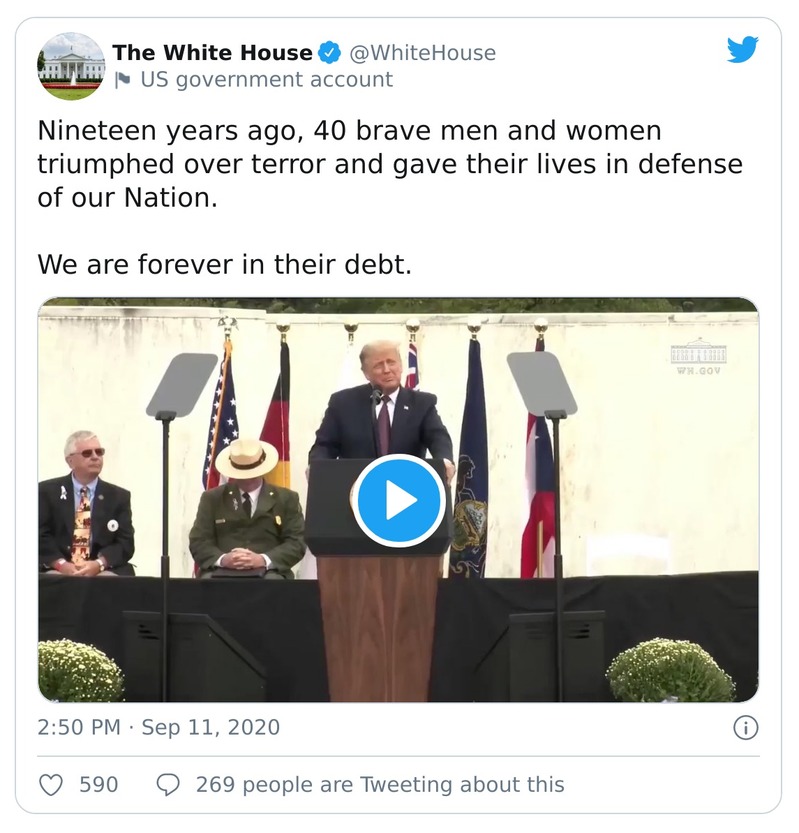 The White House @WhiteHouse
US government account
Nineteen years ago, 40 brave men and women
triumphed over terror and gave their lives in defense
of our Nation.
We are forever in their debt.
WH.GOV
2:50 PM · Sep 11, 2020
590 269 people are Tweeting about this